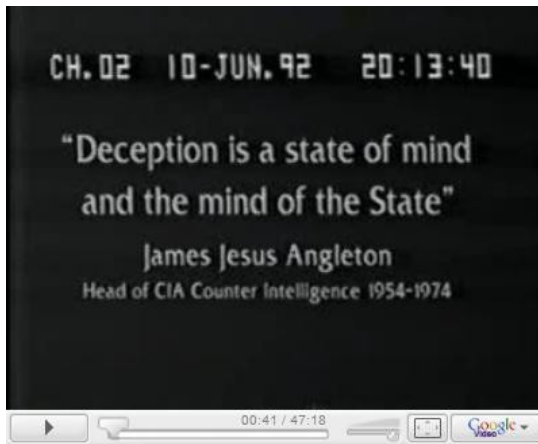 CH.02 10-JUN.92 20:13:40
“Deception is a state of mind
and the mind of the State”
James Jesus Angleton
Head of CIA Counter Intelligence 1954-1974
00:41 / 47:18
Google
Video